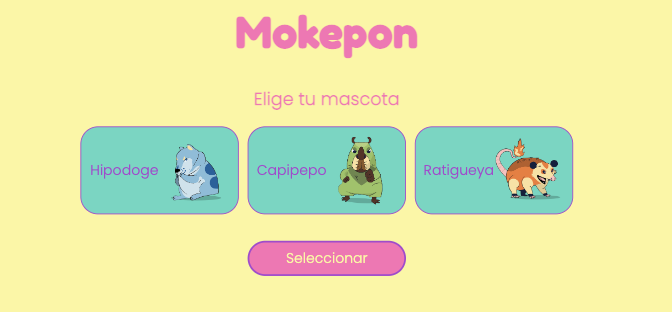 Mokepon
Elige tu mascota
Hipodoge
Capipepo
Ratigueya
Seleccionar